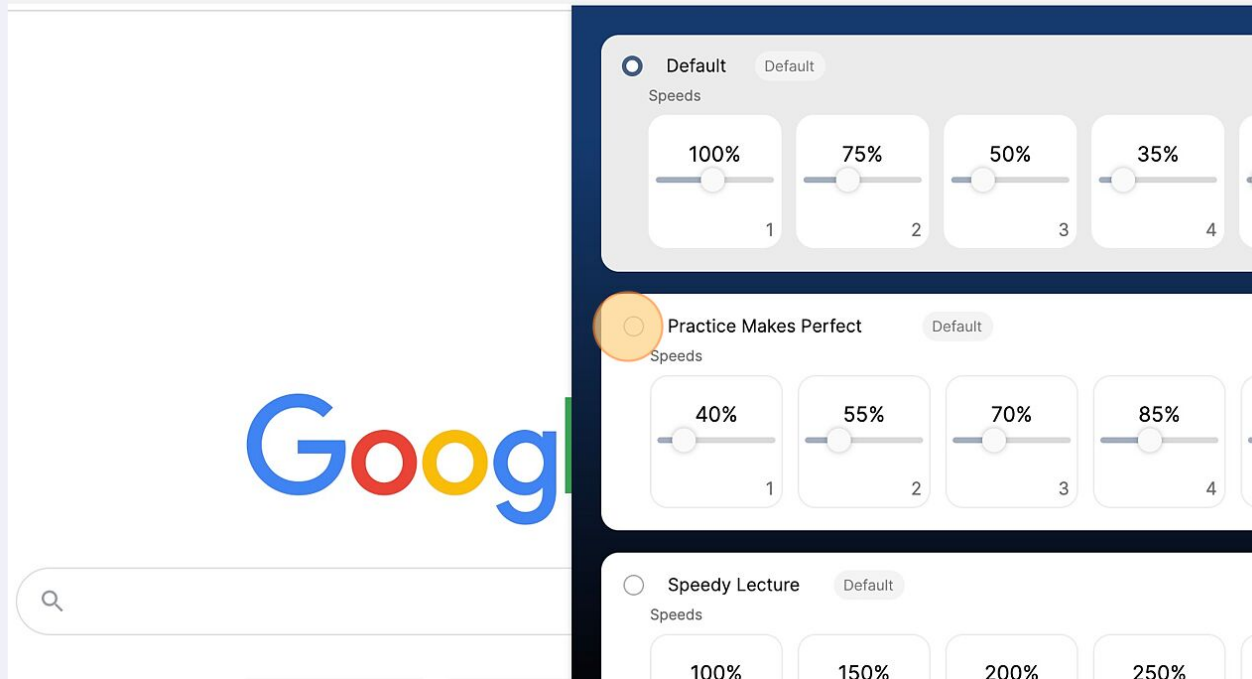 Default Default
Speeds
100% 75% 50% 35%
1 2 3 4
Practice Makes Perfect Default
Speeds
40% 55% 70% 85%
1 2 3 4
Googl
Speedy Lecture Default
Speeds
100% 150% 200% 250%